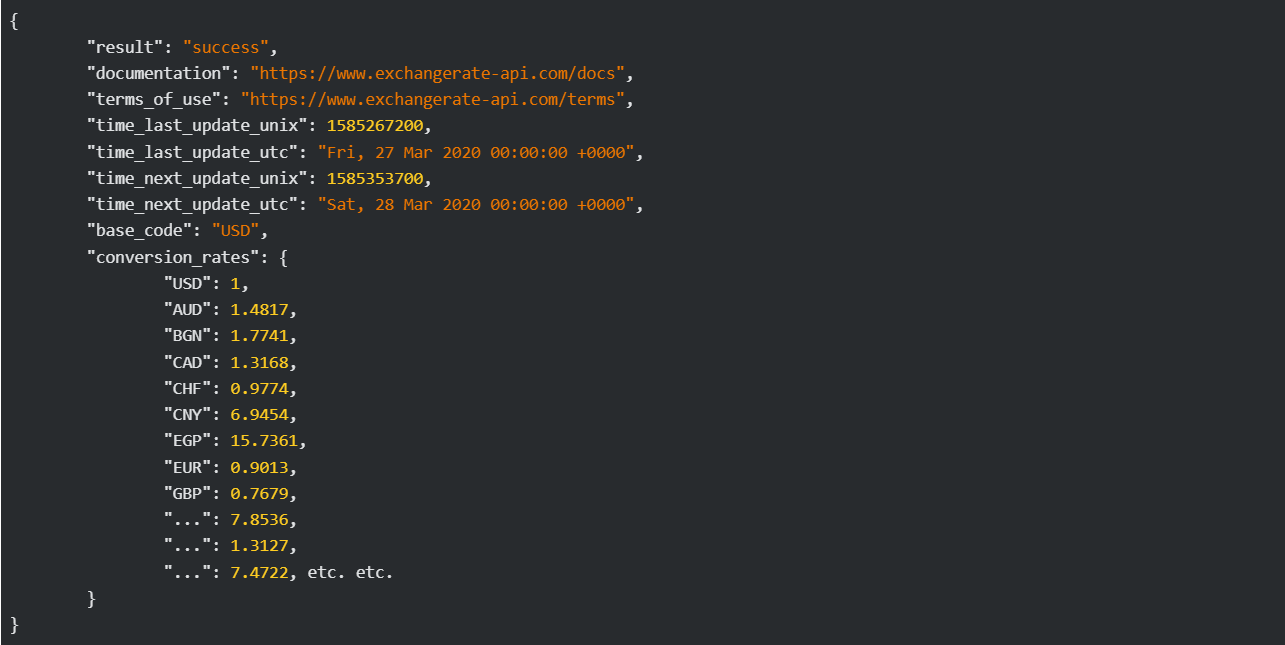 {
"result": "success",
"documentation": "https://www.exchangerate-api.com/docs",
"terms_of_use": "https://www.exchangerate-api.com/terms",
"time_last_update_unix": 1585267200,
"time_last_update_utc": "Fri, 27 Mar 2020 00:00:00 +0000",
"time_next_update_unix": 1585353700,
"time_next_update_utc": "Sat, 28 Mar 2020 00:00:00 +0000",
"base_code": "USD",
"conversion_rates": {
"USD": 1,
"AUD": 1.4817,
"BGN": 1.7741,
"CAD": 1.3168,
"CHF": 0.9774,
"CNY": 6.9454,
"EGP": 15.7361,
"EUR": 0.9013,
"GBP": 0.7679,
"...": 7.8536,
"...": 1.3127,
"...": 7.4722, etc. etc.
}
}